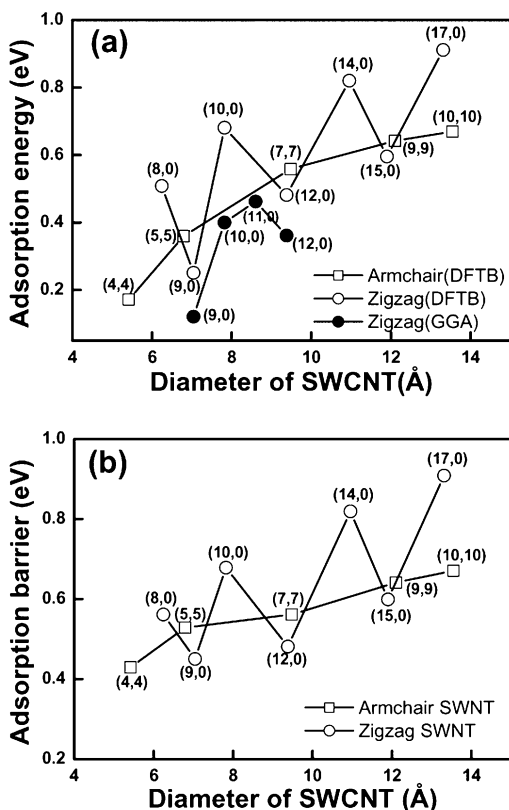 (a)
Adsorption energy (eV)
1.0
0.8
0.6
0.4
0.2
(17,0)
(14,0)
(10,0)
(10,10)
(7,7)
(9,9)
(8,0)
(15,0)
(12,0)
(5,5)
(11,0)
(10,0)
(12,0)
(9,0)
(4,4)
(9,0)
Armchair(DFTB)
Zigzag(DFTB)
Zigzag(GGA)
4 6 8 10 12 14
Diameter of SWCNT(Å)
(b)
Adsorption barrier (eV)
1.0
0.8
0.6
0.4
0.2
(17,0)
(14,0)
(10,0)
(10,10)
(8,0)
(5,5)
(7,7)
(9,9)
(15,0)
(12,0)
(9,0)
(4,4)
Armchair SWNT
Zigzag SWNT
4 6 8 10 12 14
Diameter of SWCNT (Å)